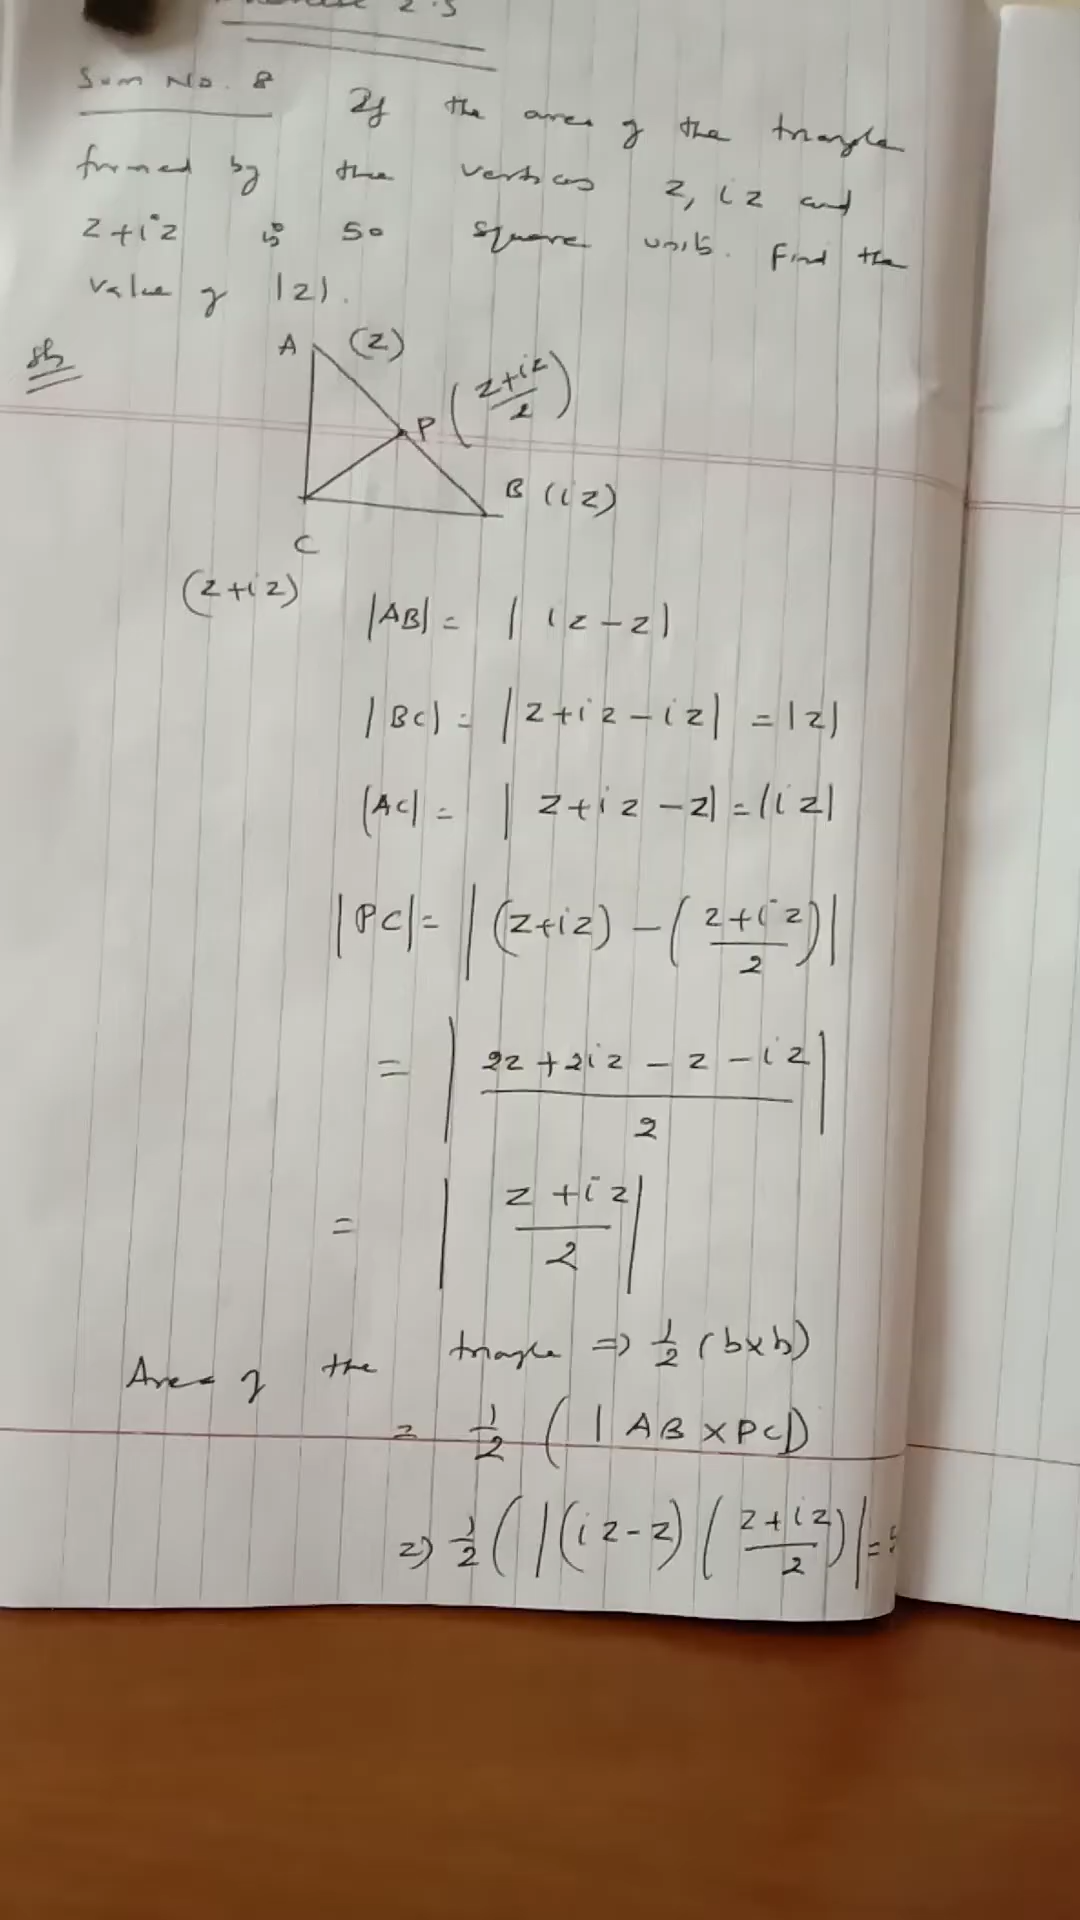 2.5
Sum No. 8 If the area of the triangle
formed by the vertices z, iz and
z+iz is 50 square units. Find the
value of |z|.
A (z)
P (z+iz/2)
B (iz)
C
(z+iz)
|AB| = | iz - z |
|BC| = | z+iz - iz | = |z|
|AC| = | z+iz - z | = |iz|
|PC| = | (z+iz) - (z+iz/2) |
= | 2z + 2iz - z - iz / 2 |
= | z + iz / 2 |
Area of the triangle => 1/2 (b×h)
= 1/2 ( | AB × PC| )
=> 1/2 ( | (iz-z) (z+iz/2) | =